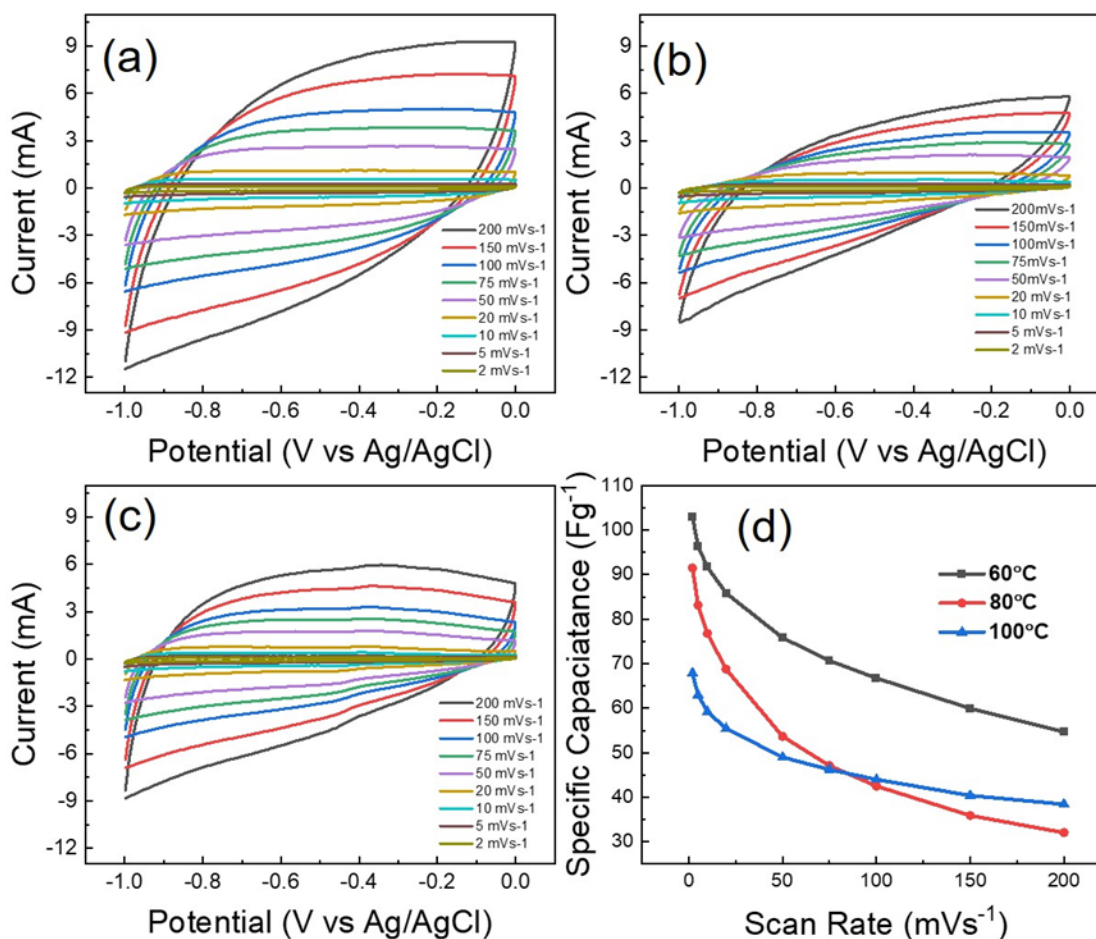 (a)
Current (mA)
9
6
3
0
-3
-6
-9
-12
200 mVs-1
150 mVs-1
100 mVs-1
75 mVs-1
50 mVs-1
20 mVs-1
10 mVs-1
5 mVs-1
2 mVs-1
-1.0 -0.8 -0.6 -0.4 -0.2 0.0
Potential (V vs Ag/AgCl)
(b)
Current (mA)
9
6
3
0
-3
-6
-9
-12
200mVs-1
150mVs-1
100mVs-1
75mVs-1
50mVs-1
20 mVs-1
10 mVs-1
5 mVs-1
2 mVs-1
-1.0 -0.8 -0.6 -0.4 -0.2 0.0
Potential (V vs Ag/AgCl)
(c)
Current (mA)
9
6
3
0
-3
-6
-9
-12
200 mVs-1
150 mVs-1
100 mVs-1
75 mVs-1
50 mVs-1
20 mVs-1
10 mVs-1
5 mVs-1
2 mVs-1
-1.0 -0.8 -0.6 -0.4 -0.2 0.0
Potential (V vs Ag/AgCl)
(d)
Specific Capaciatance (Fg⁻¹)
110
100
90
80
70
60
50
40
30
60°C
80°C
100°C
0 50 100 150 200
Scan Rate (mVs⁻¹)